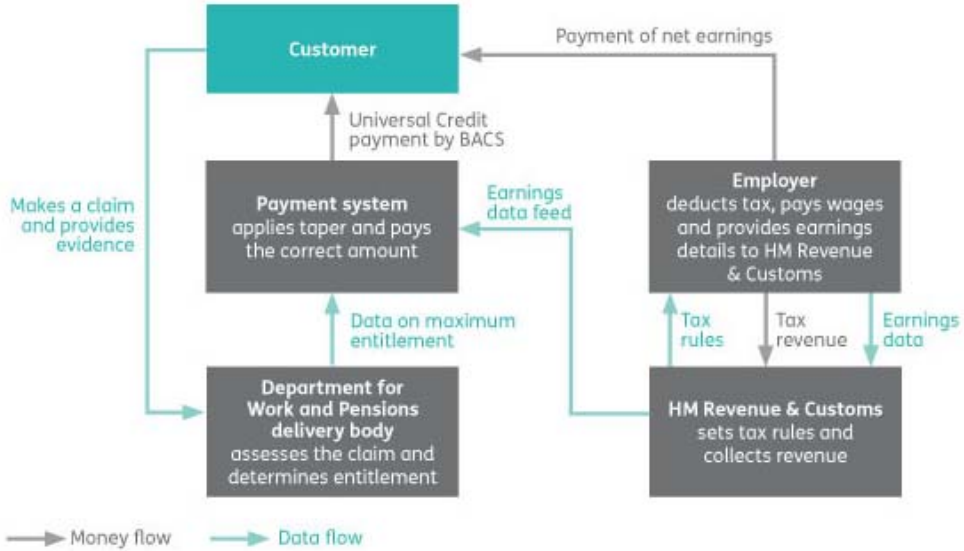 Customer
Payment of net earnings
Universal Credit
payment by BACS
Makes a claim
and provides
evidence
Payment system
applies taper and pays
the correct amount
Earnings
data feed
Employer
deducts tax, pays wages
and provides earnings
details to HM Revenue
& Customs
Data on maximum
entitlement
Tax
rules
Tax
revenue
Earnings
data
Department for
Work and Pensions
delivery body
assesses the claim and
determines entitlement
HM Revenue & Customs
sets tax rules and
collects revenue
Money flow
Data flow